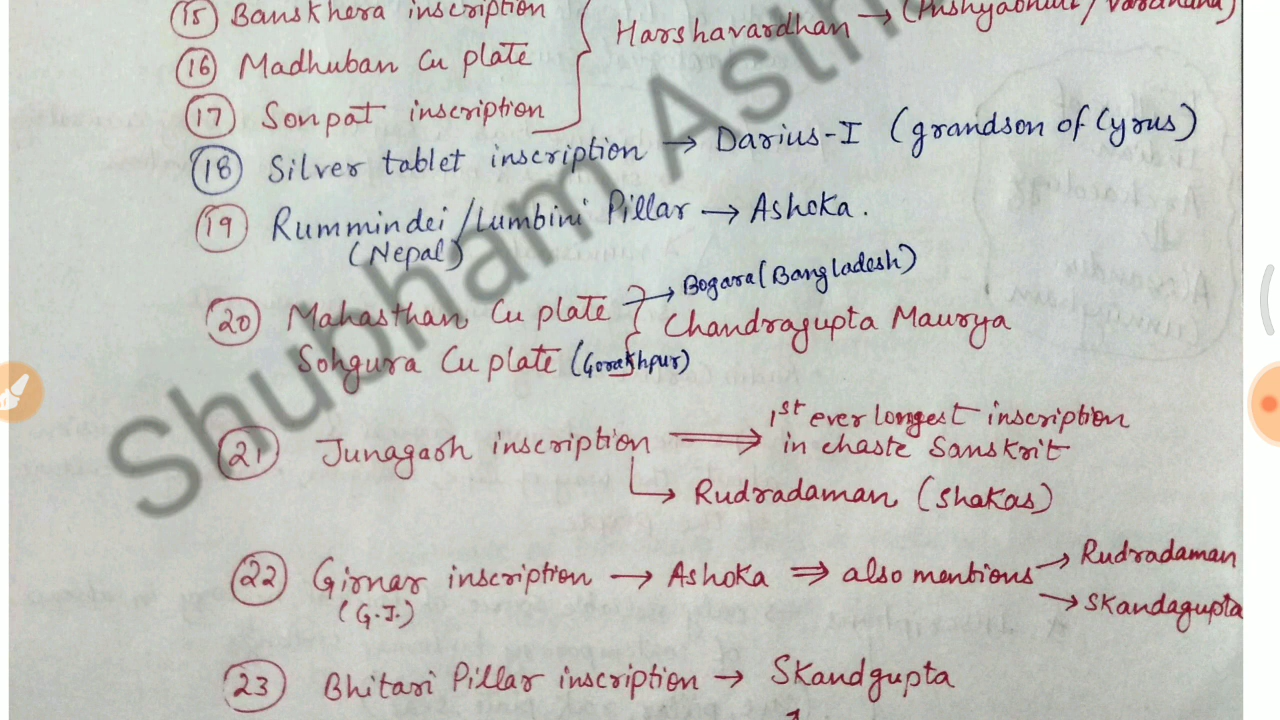 15 Banskhera inscription
Harshavardhan → (Pushyabhuti / Vardhana)
16 Madhuban Cu plate
17 Sonpat inscription
18 Silver tablet inscription → Darius-I (grandson of Cyrus)
19 Rummindei/Lumbini Pillar → Ashoka.
(Nepal)
20 Mahasthan Cu plate → Bogara (Bangladesh)
Chandragupta Maurya
Sohgura Cu plate (Gorakhpur)
21 Junagarh inscription ⇒ 1st ever longest inscription
in chaste Sanskrit
→ Rudradaman (Shakas)
22 Girnar inscription → Ashoka ⇒ also mentions → Rudradaman
(G.J.)
→ Skandagupta
23 Bhitari Pillar inscription → Skandgupta
Shubham Asth